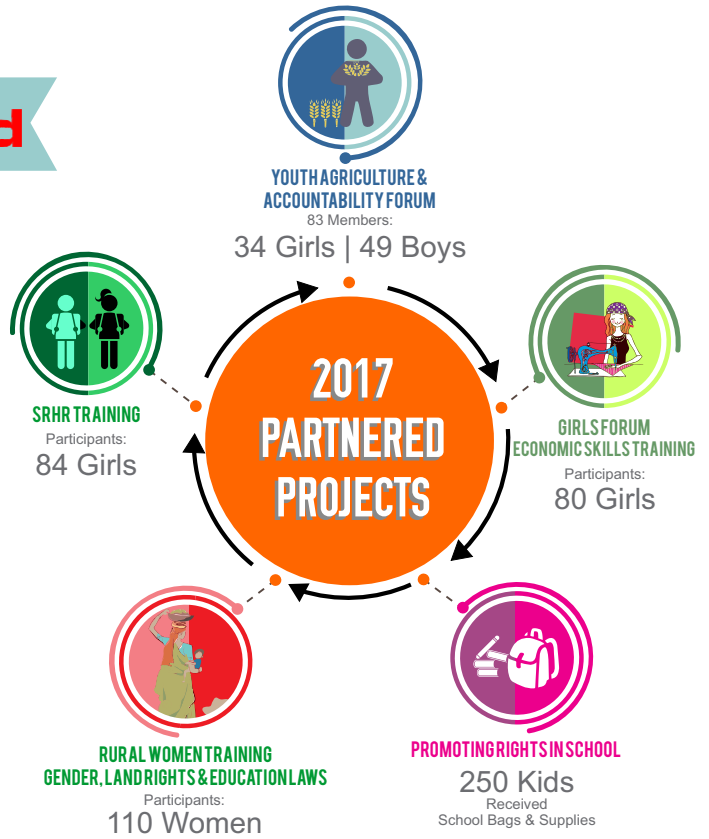 d
YOUTH AGRICULTURE &
ACCOUNTABILITY FORUM
83 Members:
34 Girls | 49 Boys
SRHR TRAINING
Participants:
84 Girls
2017
PARTNERED
PROJECTS
GIRLS FORUM
ECONOMIC SKILLS TRAINING
Participants:
80 Girls
RURAL WOMEN TRAINING
GENDER, LAND RIGHTS & EDUCATION LAWS
Participants:
110 Women
PROMOTING RIGHTS IN SCHOOL
250 Kids
Received
School Bags & Supplies